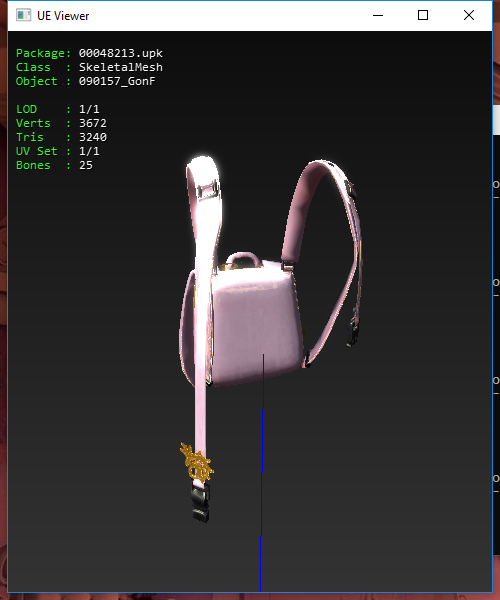 UE Viewer
Package: 00048213.upk
Class : SkeletalMesh
Object : 090157_GonF
LOD : 1/1
Verts : 3672
Tris : 3240
UV Set : 1/1
Bones : 25